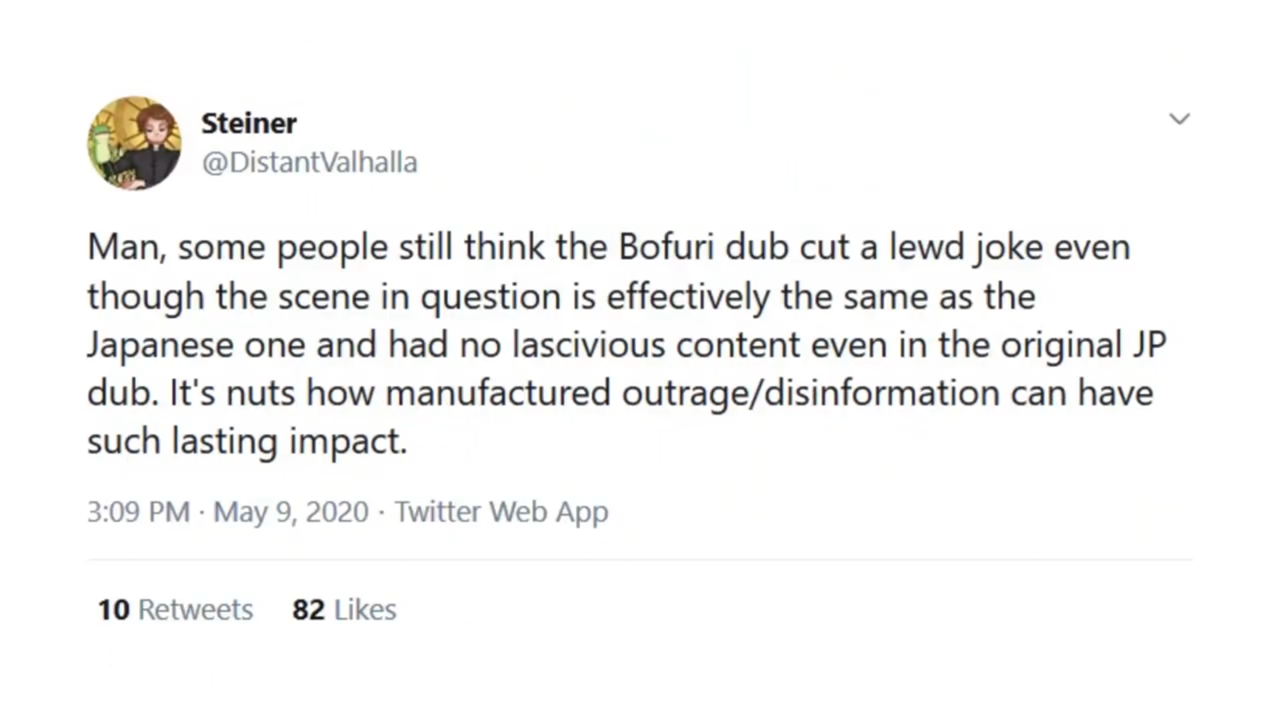 Steiner
@DistantValhalla
Man, some people still think the Bofuri dub cut a lewd joke even
though the scene in question is effectively the same as the
Japanese one and had no lascivious content even in the original JP
dub. It's nuts how manufactured outrage/disinformation can have
such lasting impact.
3:09 PM · May 9, 2020 · Twitter Web App
10 Retweets 82 Likes